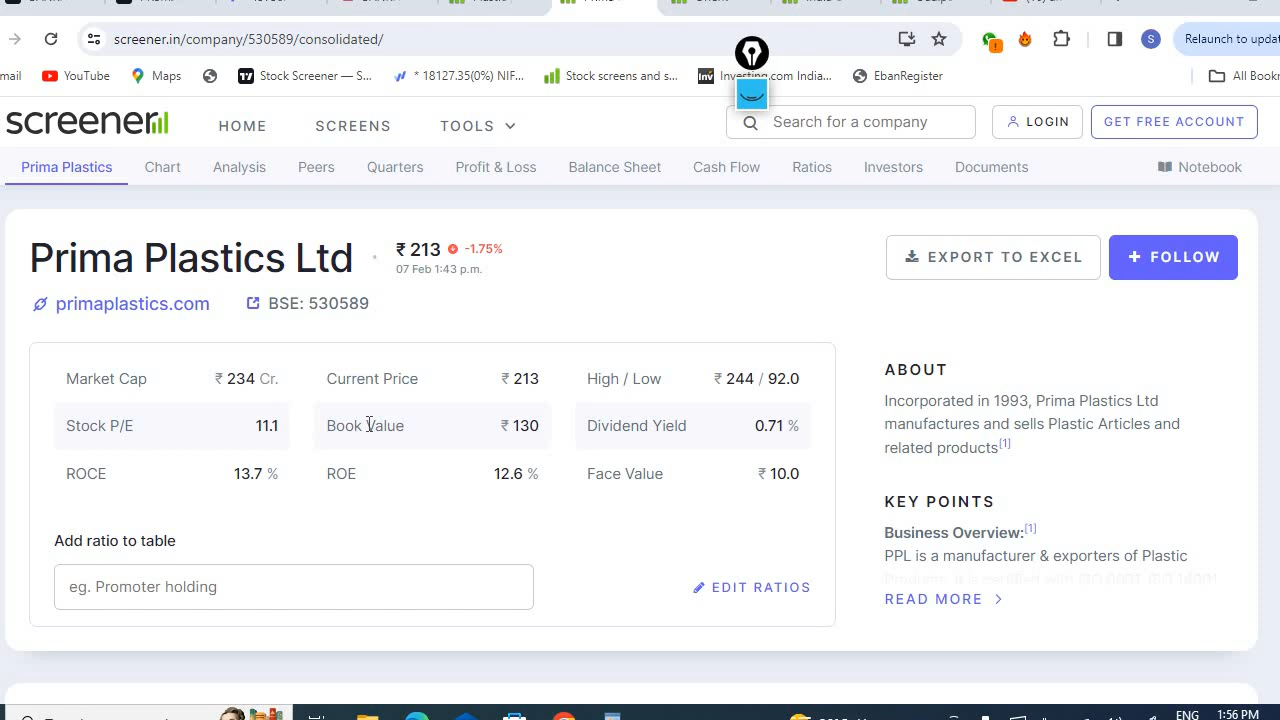 screener.in/company/530589/consolidated/
Relaunch to updat
mail YouTube Maps TV Stock Screener — S... * 18127.35(0%) NIF... Stock screens and s... Inv Investing.com India... EbanRegister All Bookm
screener HOME SCREENS TOOLS Search for a company LOGIN GET FREE ACCOUNT
Prima Plastics Chart Analysis Peers Quarters Profit & Loss Balance Sheet Cash Flow Ratios Investors Documents Notebook
Prima Plastics Ltd ₹ 213 -1.75%
07 Feb 1:43 p.m.
EXPORT TO EXCEL + FOLLOW
primaplastics.com BSE: 530589
Market Cap ₹ 234 Cr. Current Price ₹ 213 High / Low ₹ 244 / 92.0
Stock P/E 11.1 Book Value ₹ 130 Dividend Yield 0.71 %
ROCE 13.7 % ROE 12.6 % Face Value ₹ 10.0
Add ratio to table
eg. Promoter holding EDIT RATIOS
ABOUT
Incorporated in 1993, Prima Plastics Ltd
manufactures and sells Plastic Articles and
related products[1]
KEY POINTS
Business Overview:[1]
PPL is a manufacturer & exporters of Plastic
READ MORE
ENG 1:56 PM